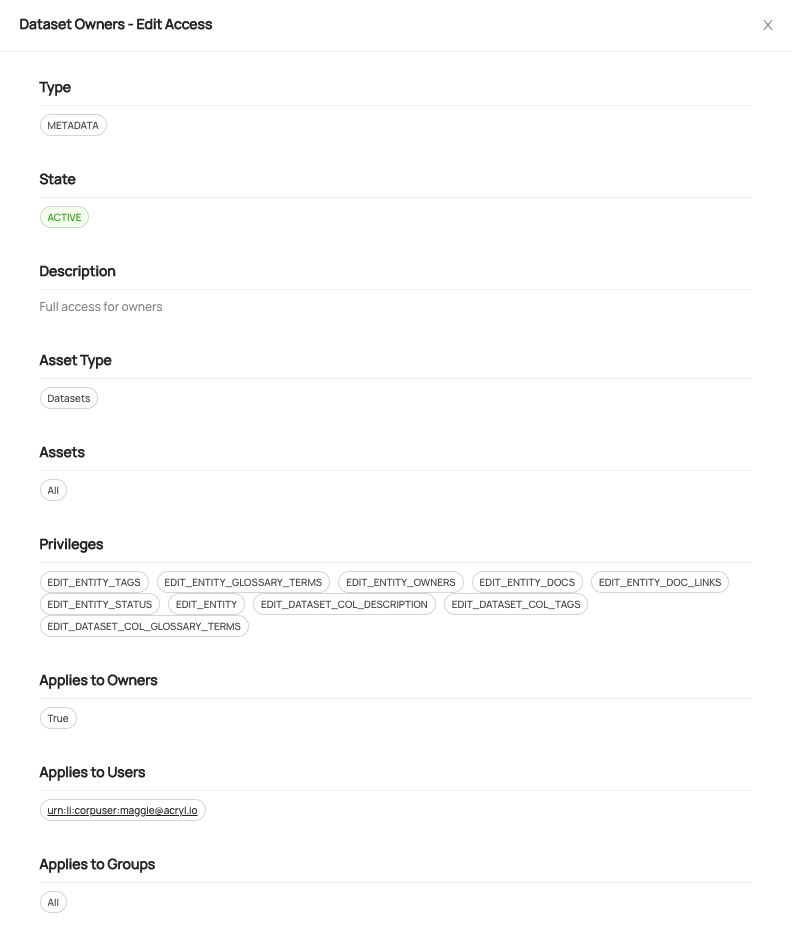 Dataset Owners - Edit Access
Type
METADATA
State
ACTIVE
Description
Full access for owners
Asset Type
Datasets
Assets
All
Privileges
EDIT_ENTITY_TAGS EDIT_ENTITY_GLOSSARY_TERMS EDIT_ENTITY_OWNERS EDIT_ENTITY_DOCS EDIT_ENTITY_DOC_LINKS
EDIT_ENTITY_STATUS EDIT_ENTITY EDIT_DATASET_COL_DESCRIPTION EDIT_DATASET_COL_TAGS
EDIT_DATASET_COL_GLOSSARY_TERMS
Applies to Owners
True
Applies to Users
urn:li:corpuser:maggie@acryl.io
Applies to Groups
All